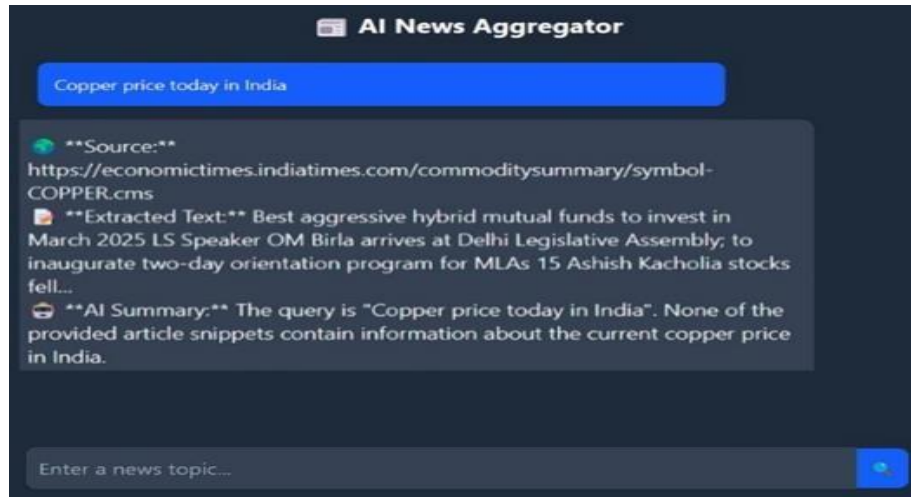 AI News Aggregator
Copper price today in India
**Source:**
https://economictimes.indiatimes.com/commoditysummary/symbol-
COPPER.cms
**Extracted Text:** Best aggressive hybrid mutual funds to invest in
March 2025 LS Speaker OM Birla arrives at Delhi Legislative Assembly; to
inaugurate two-day orientation program for MLAs 15 Ashish Kacholia stocks
fell...
**AI Summary:** The query is "Copper price today in India". None of the
provided article snippets contain information about the current copper price
in India.
Enter a news topic...